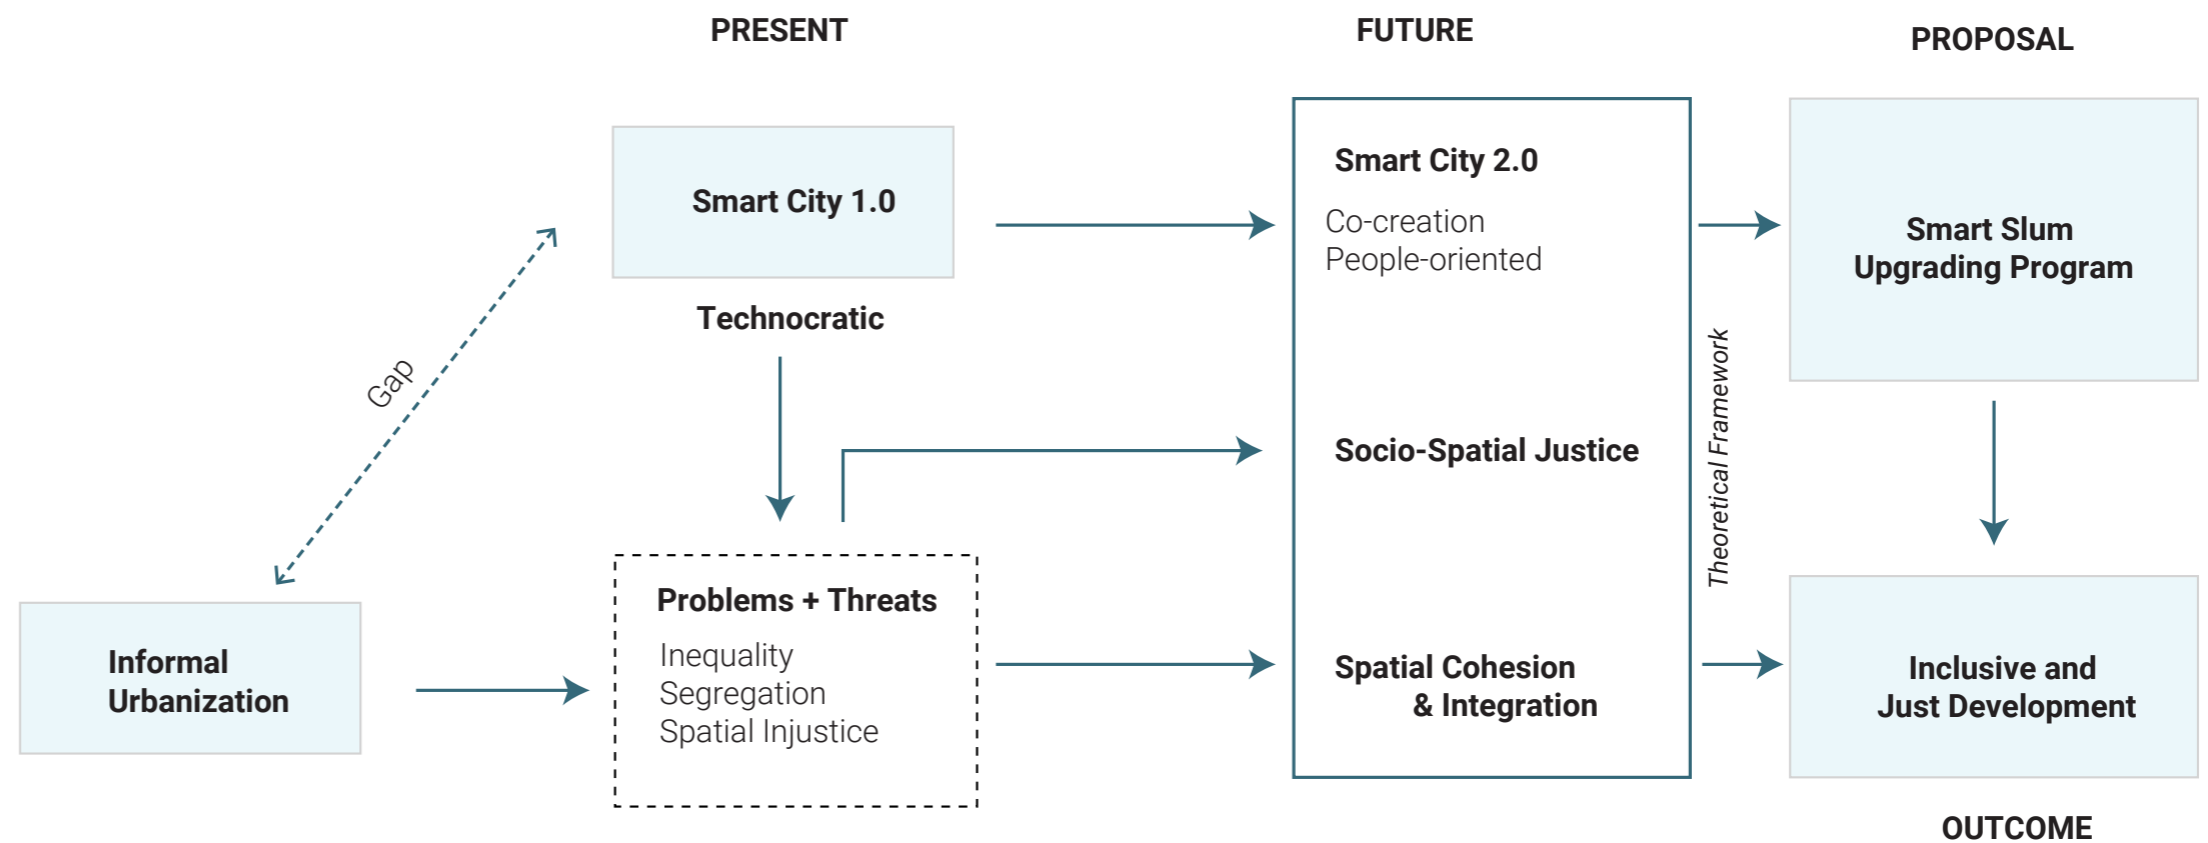 PRESENT
FUTURE
PROPOSAL
Smart City 1.0
Technocratic
Gap
Informal
Urbanization
Problems + Threats
Inequality
Segregation
Spatial Injustice
Smart City 2.0
Co-creation
People-oriented
Socio-Spatial Justice
Spatial Cohesion
& Integration
Theoretical Framework
Smart Slum
Upgrading Program
Inclusive and
Just Development
OUTCOME